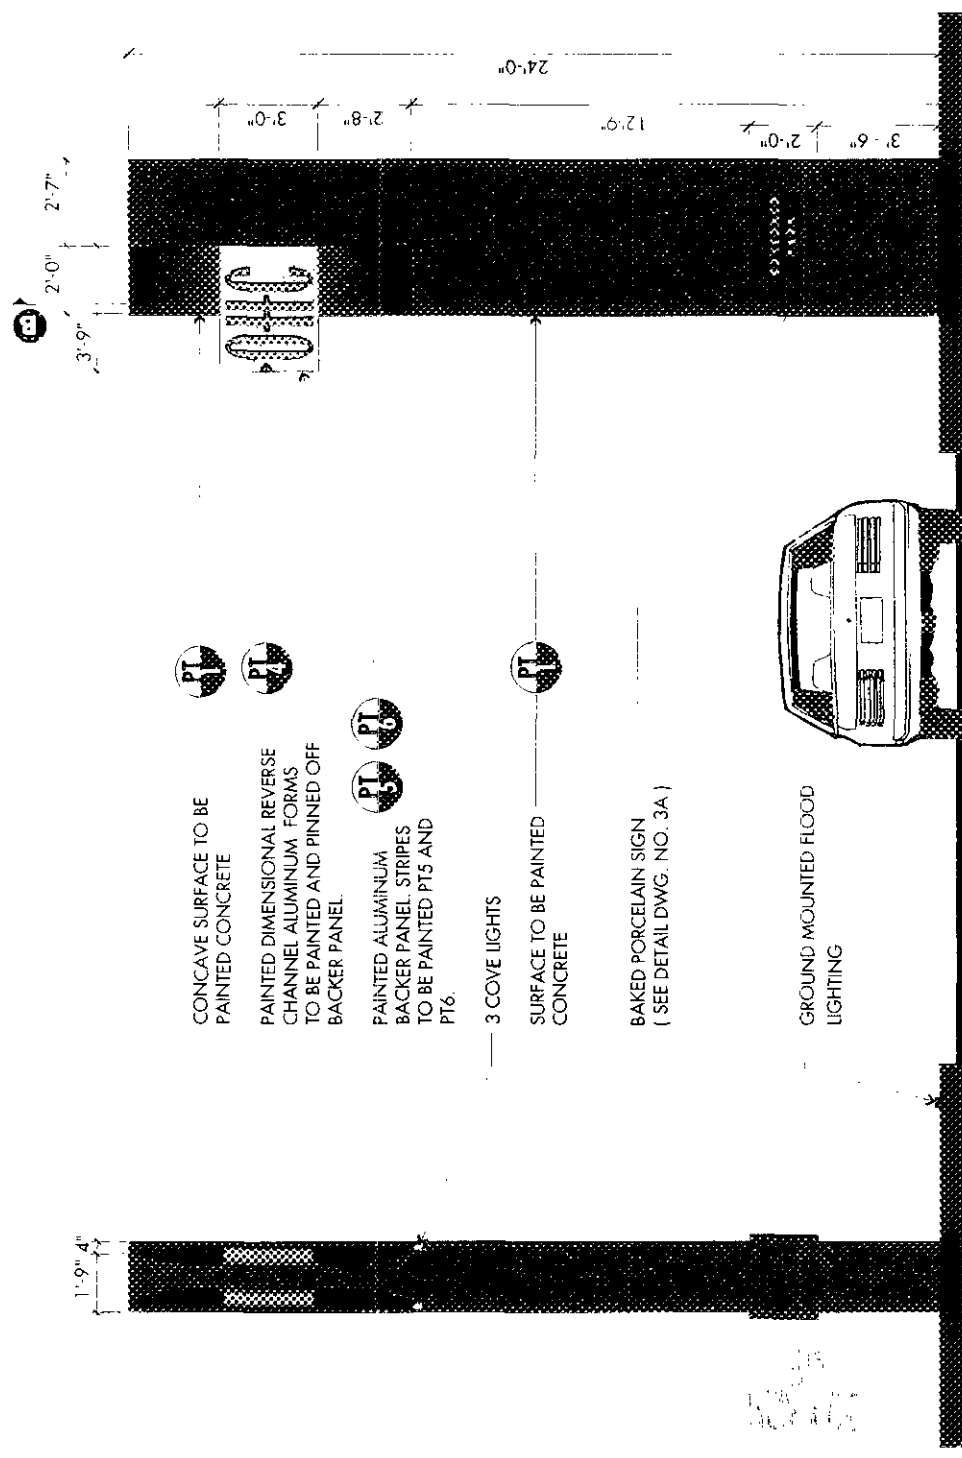 24'-0"
3'-0"
2'-8"
12'-9"
2'-0"
3'-6"
2'-7"
2'-0"
3'-9"
OHC
PT
1
CONCAVE SURFACE TO BE
PAINTED CONCRETE
PT
4
PAINTED DIMENSIONAL REVERSE
CHANNEL ALUMINUM FORMS
TO BE PAINTED AND PINNED OFF
BACKER PANEL.
PT
5
PT
6
PAINTED ALUMINUM
BACKER PANEL. STRIPES
TO BE PAINTED PT5 AND
PT6.
3 COVE LIGHTS
PT
1
SURFACE TO BE PAINTED
CONCRETE
BAKED PORCELAIN SIGN
( SEE DETAIL DWG. NO. 3A )
GROUND MOUNTED FLOOD
LIGHTING
1'-9"
4"